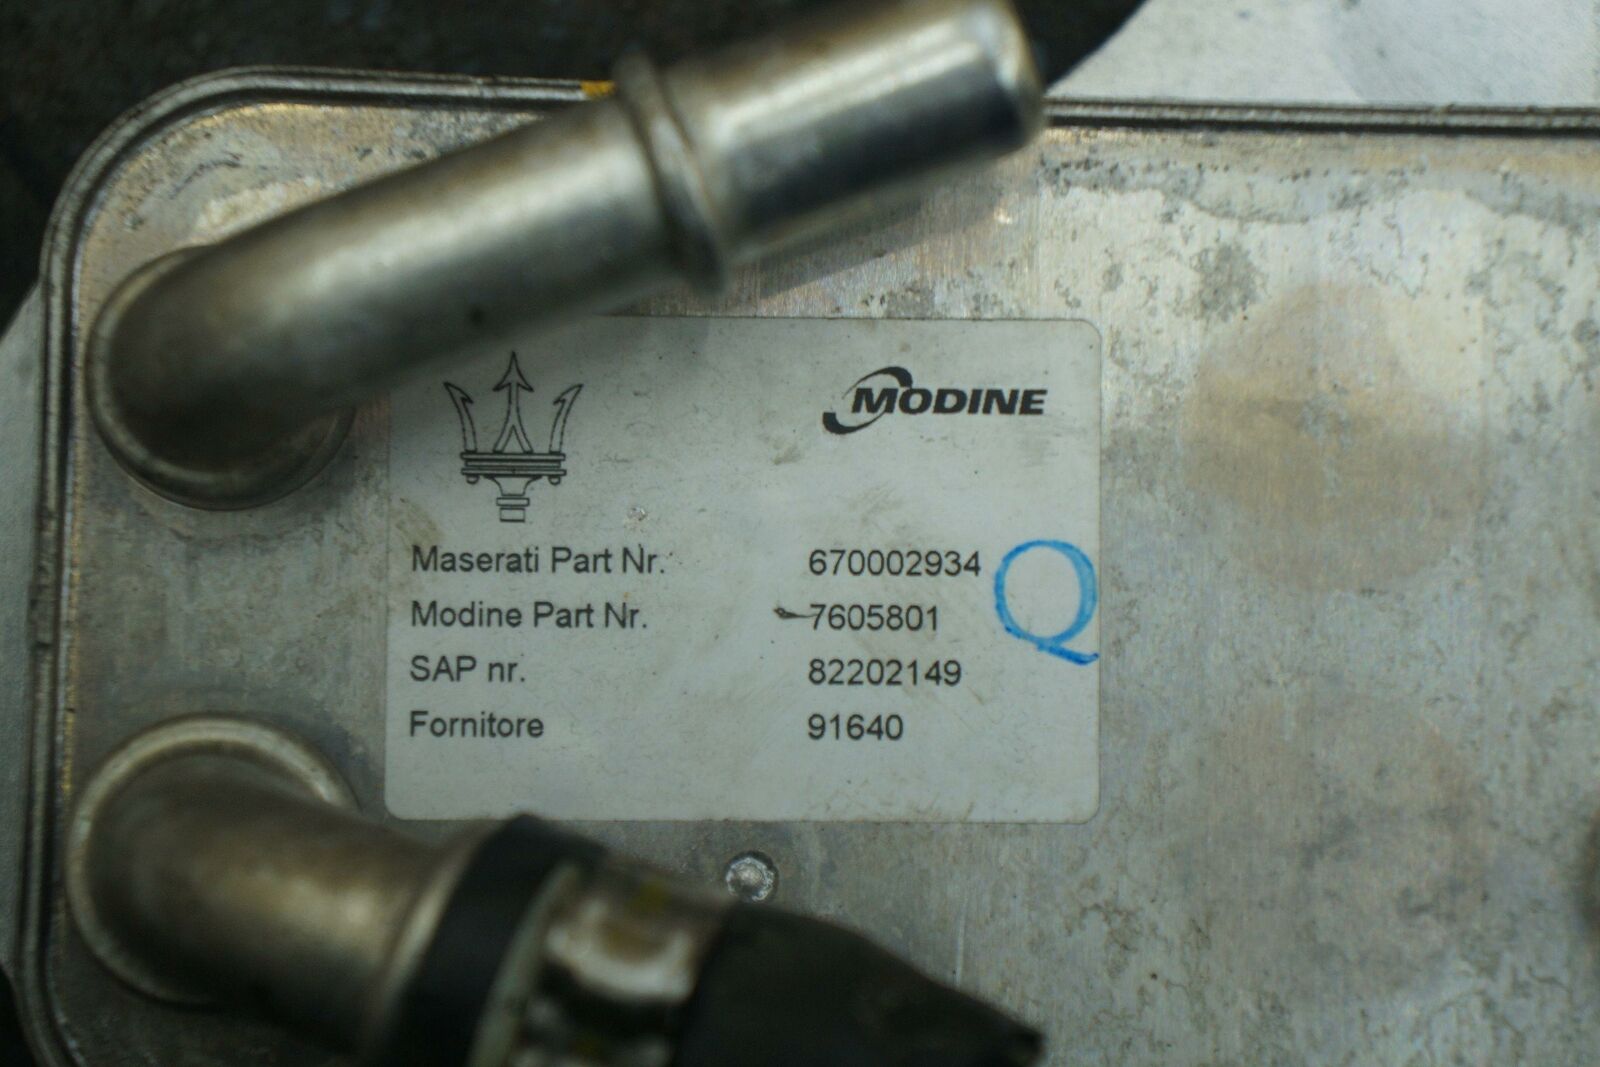 MODINE
Maserati Part Nr. 670002934
Modine Part Nr. 7605801
SAP nr. 82202149
Fornitore 91640
Q